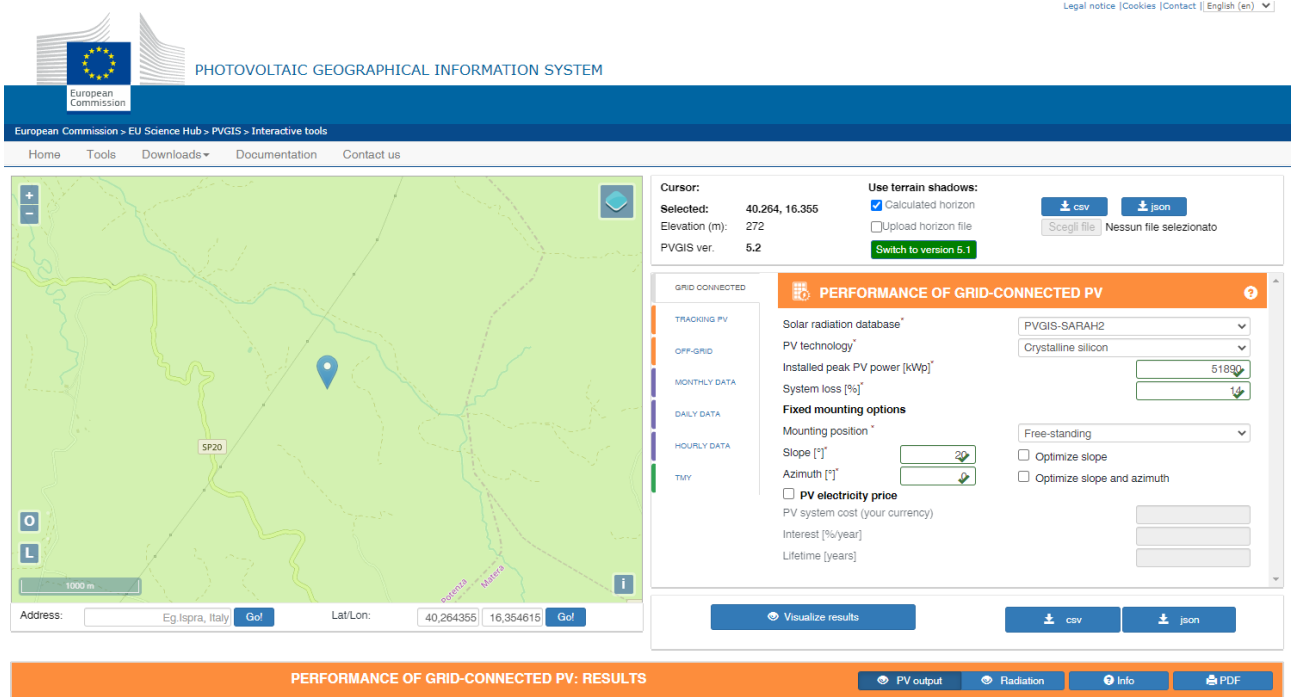 Legal notice |Cookies |Contact | English (en)
European
Commission
PHOTOVOLTAIC GEOGRAPHICAL INFORMATION SYSTEM
European Commission > EU Science Hub > PVGIS > Interactive tools
Home Tools Downloads Documentation Contact us
+
−
SP20
O
L
1000 m
Potenza
Matera
i
Address: Eg.Ispra, Italy Go! Lat/Lon: 40,264355 16,354615 Go!
Cursor: Use terrain shadows:
Selected: 40.264, 16.355 Calculated horizon csv json
Elevation (m): 272 Upload horizon file Scegli file Nessun file selezionato
PVGIS ver. 5.2 Switch to version 5.1
GRID CONNECTED
TRACKING PV
OFF-GRID
MONTHLY DATA
DAILY DATA
HOURLY DATA
TMY
PERFORMANCE OF GRID-CONNECTED PV ?
Solar radiation database* PVGIS-SARAH2
PV technology* Crystalline silicon
Installed peak PV power [kWp]* 51890
System loss [%]* 14
Fixed mounting options
Mounting position * Free-standing
Slope [°]* 20 Optimize slope
Azimuth [°]* 0 Optimize slope and azimuth
PV electricity price
PV system cost (your currency)
Interest [%/year]
Lifetime [years]
Visualize results csv json
PERFORMANCE OF GRID-CONNECTED PV: RESULTS PV output Radiation Info PDF